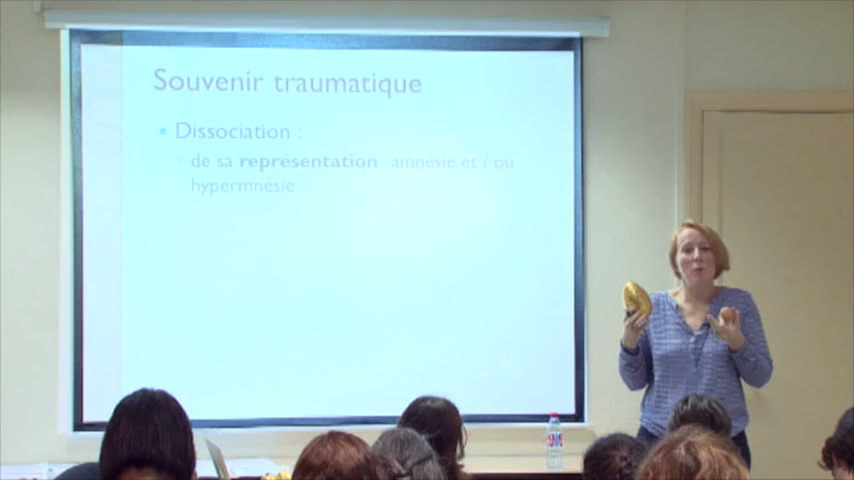 Souvenir traumatique
Dissociation :
de sa représentation : amnésie et / ou
hypermnésie